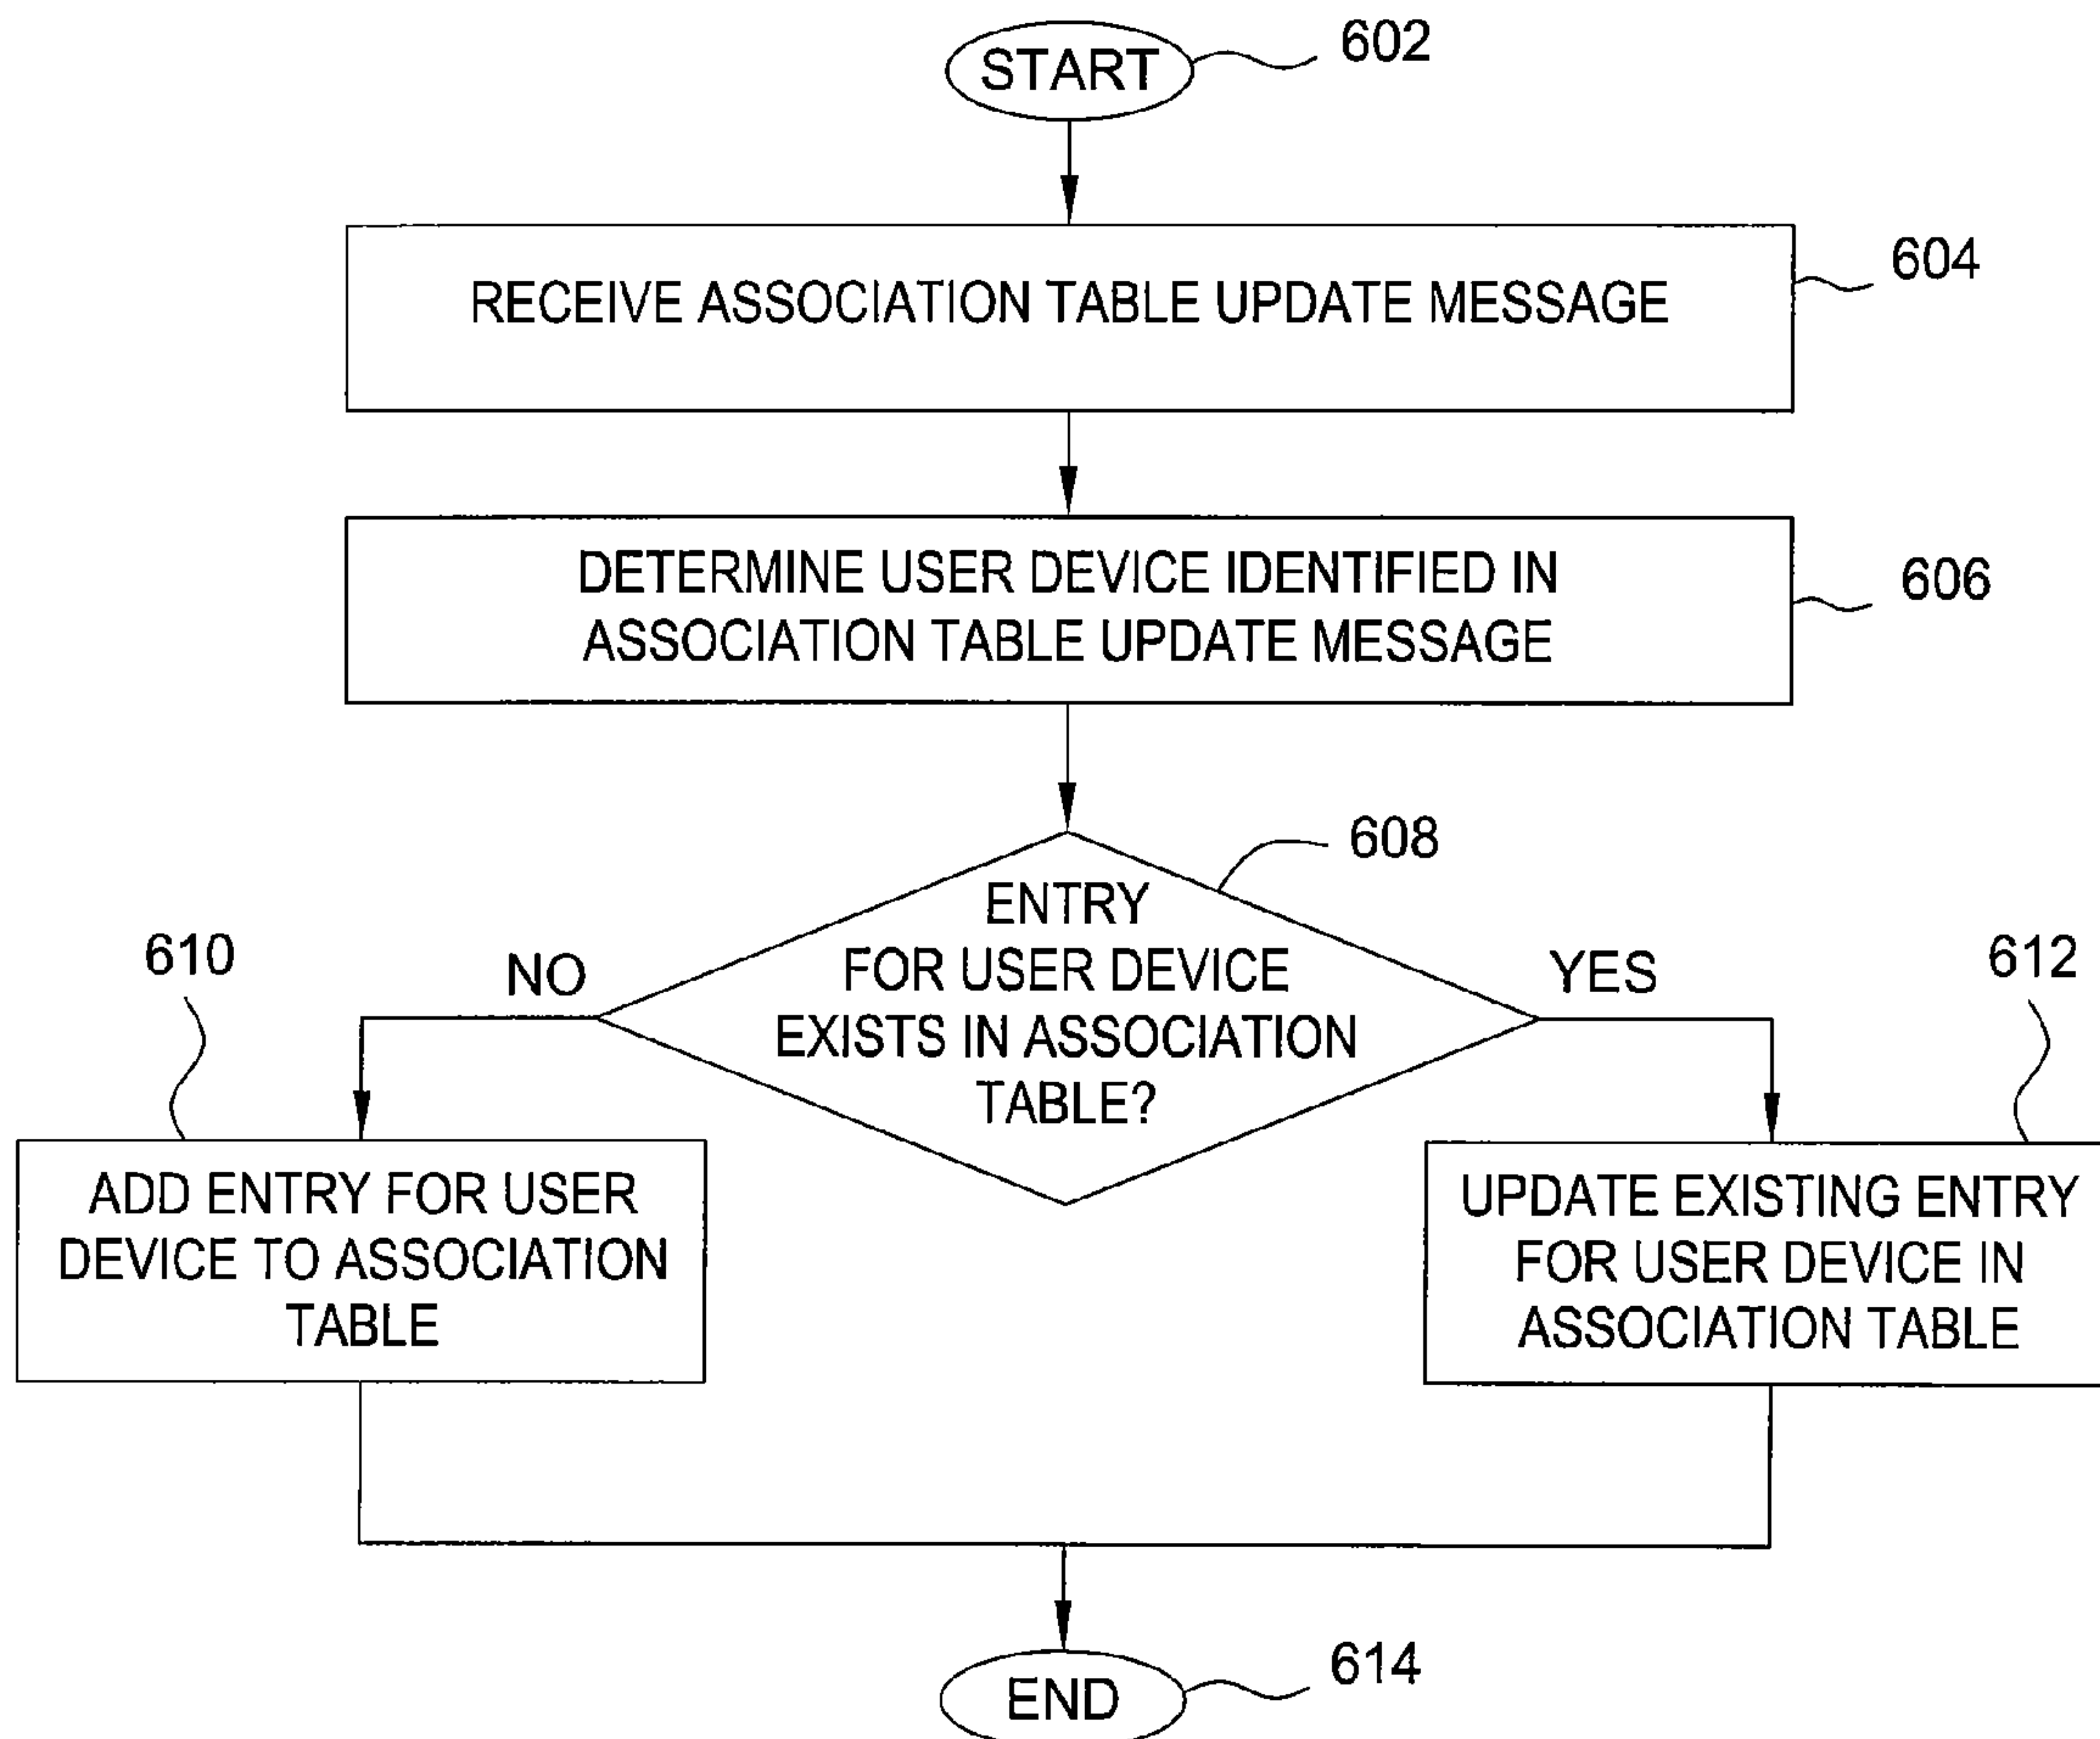 START
602
RECEIVE ASSOCIATION TABLE UPDATE MESSAGE
604
DETERMINE USER DEVICE IDENTIFIED IN
ASSOCIATION TABLE UPDATE MESSAGE
606
608
ENTRY
FOR USER DEVICE
EXISTS IN ASSOCIATION
TABLE?
NO
YES
610
612
ADD ENTRY FOR USER
DEVICE TO ASSOCIATION
TABLE
UPDATE EXISTING ENTRY
FOR USER DEVICE IN
ASSOCIATION TABLE
END
614